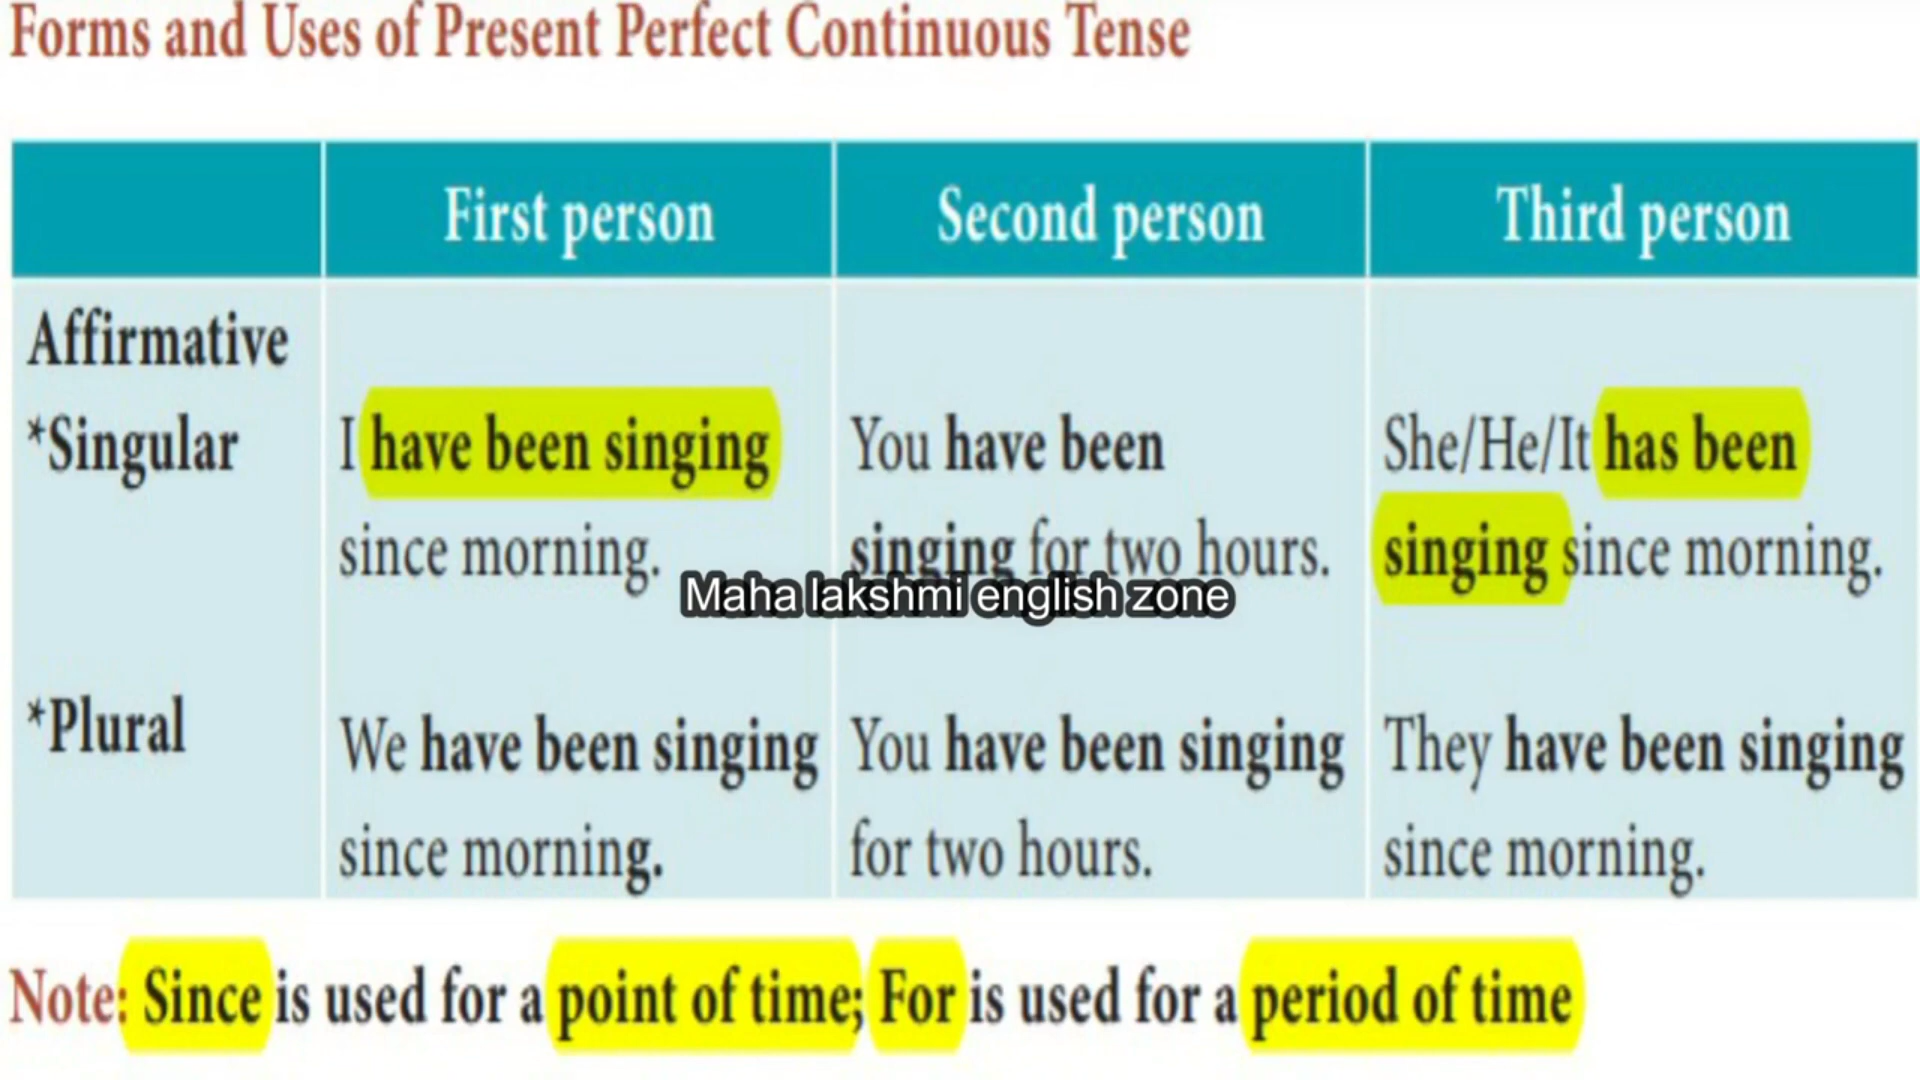 Forms and Uses of Present Perfect Continuous Tense
First person
Second person
Third person
Affirmative
*Singular
I have been singing
since morning.
You have been
singing for two hours.
She/He/It has been
singing since morning.
Maha lakshmi english zone
*Plural
We have been singing
since morning.
You have been singing
for two hours.
They have been singing
since morning.
Note: Since is used for a point of time; For is used for a period of time